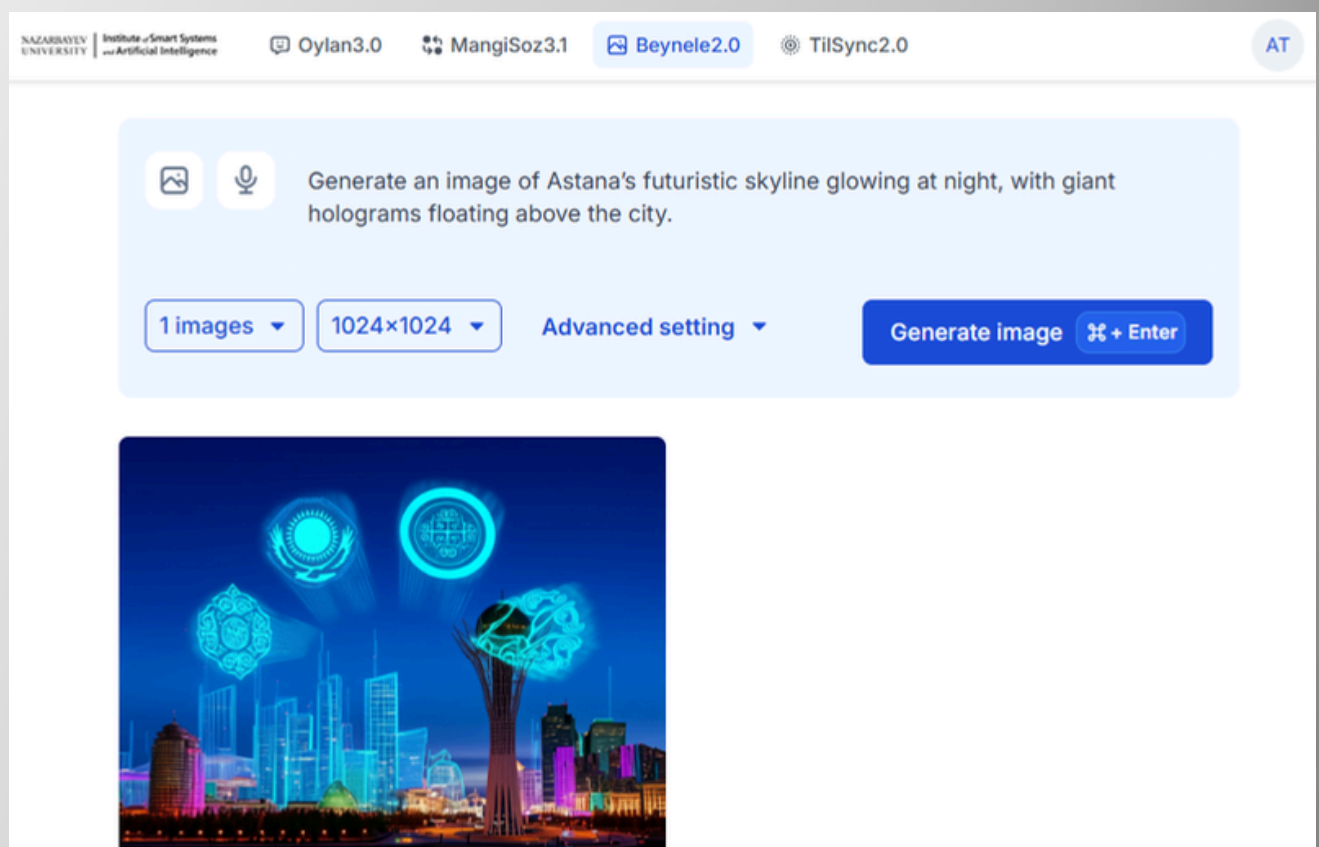 NAZARBAYEV
UNIVERSITY
Institute of Smart Systems
and Artificial Intelligence
Oylan3.0
MangiSoz3.1
Beynele2.0
TilSync2.0
AT
Generate an image of Astana’s futuristic skyline glowing at night, with giant
holograms floating above the city.
1 images
1024×1024
Advanced setting
Generate image
⌘ + Enter